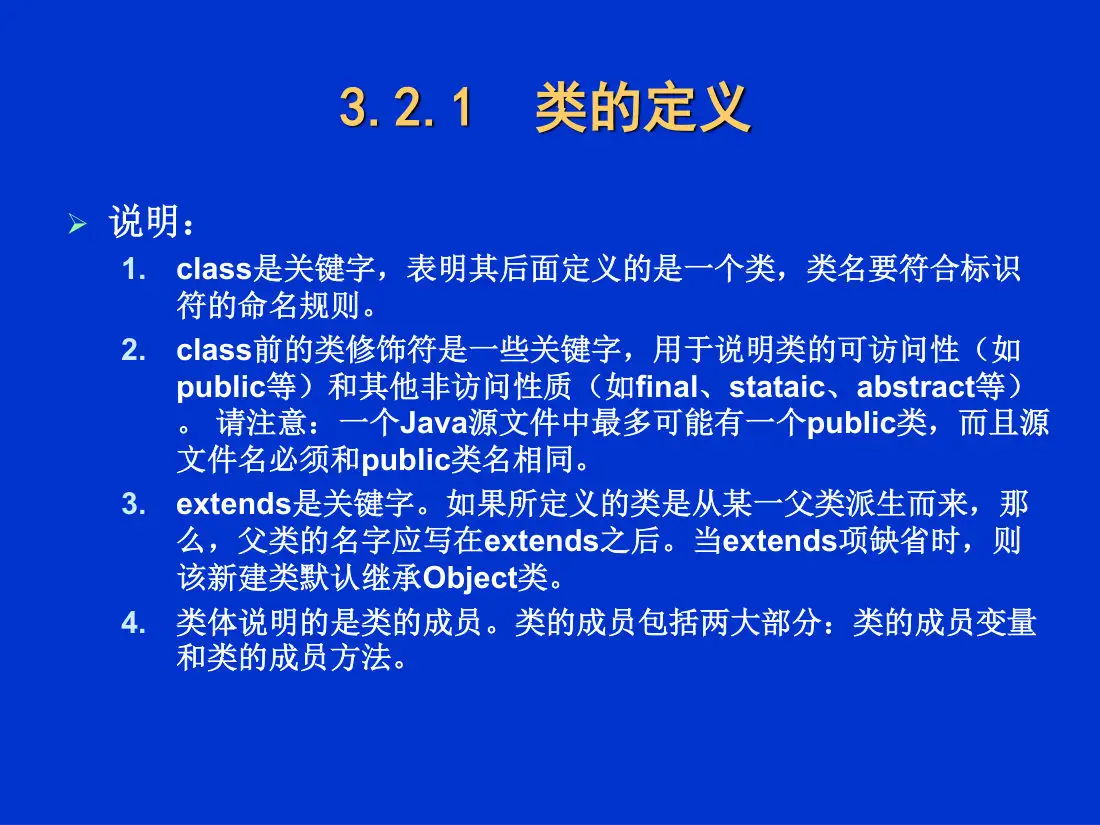 3.2.1 类的定义
说明：
1. class是关键字，表明其后面定义的是一个类，类名要符合标识
符的命名规则。
2. class前的类修饰符是一些关键字，用于说明类的可访问性（如
public等）和其他非访问性质（如final、stataic、abstract等）
。 请注意：一个Java源文件中最多可能有一个public类，而且源
文件名必须和public类名相同。
3. extends是关键字。如果所定义的类是从某一父类派生而来，那
么，父类的名字应写在extends之后。当extends项缺省时，则
该新建类默认继承Object类。
4. 类体说明的是类的成员。类的成员包括两大部分：类的成员变量
和类的成员方法。